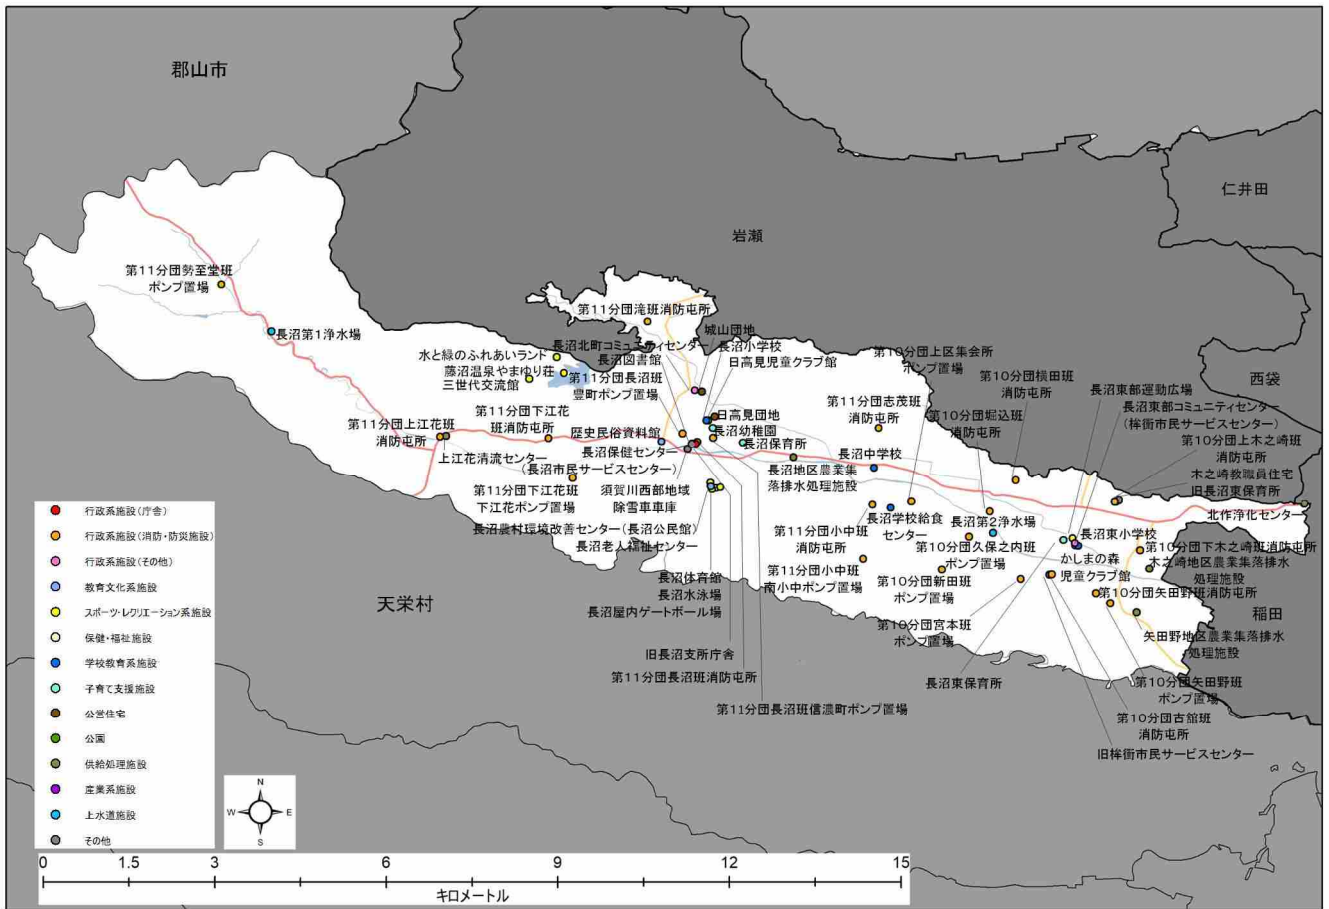 郡山市
仁井田
岩瀬
第11分団勢至堂班
ポンプ置場
第11分団滝班消防屯所
長沼第1浄水場
城山団地
長沼北町コミュニティセンター
長沼小学校
水と緑のふれあいランド
長沼図書館
日高見児童クラブ館
第10分団上区集会所
ポンプ置場
藤沼温泉やまゆり荘
三世代交流館
第11分団長沼班
豊町ポンプ置場
第10分団横田班
消防屯所
西袋
長沼東部運動広場
長沼東部コミュニティセンター
(桙衝市民サービスセンター)
第11分団志茂班
消防屯所
第10分団堀込班
消防屯所
第11分団下江花
班消防屯所
日高見団地
長沼幼稚園
第11分団上江花班
消防屯所
歴史民俗資料館
長沼保育所
第10分団上木之崎班
消防屯所
上江花清流センター
長沼保健センター
(長沼市民サービスセンター)
長沼中学校
長沼地区農業集
落排水処理施設
木之崎教職員住宅
旧長沼東保育所
第11分団下江花班
下江花ポンプ置場
須賀川西部地域
除雪車車庫
北作浄化センター
長沼農村環境改善センター(長沼公民館)
長沼老人福祉センター
第11分団小中班
消防屯所
長沼学校給食
センター
長沼第2浄水場
長沼東小学校
第10分団久保之内班
ポンプ置場
かしまの森
児童クラブ館
第10分団下木之崎班消防屯所
木之崎地区農業集落排水
処理施設
第11分団小中班
南小中ポンプ置場
第10分団新田班
ポンプ置場
第10分団矢田野班消防屯所
長沼体育館
長沼水泳場
長沼屋内ゲートボール場
天栄村
稲田
第10分団宮本班
ポンプ置場
矢田野地区農業集落排水
処理施設
旧長沼支所庁舎
第11分団長沼班消防屯所
長沼東保育所
第10分団矢田野班
ポンプ置場
第11分団長沼班信濃町ポンプ置場
第10分団古館班
消防屯所
旧桙衝市民サービスセンター
行政系施設(庁舎)
行政系施設(消防・防災施設)
行政系施設(その他)
教育文化系施設
スポーツ・レクリエーション系施設
保健・福祉施設
学校教育系施設
子育て支援施設
公営住宅
公園
供給処理施設
産業系施設
上水道施設
その他
N
W E
S
0 1.5 3 6 9 12 15
キロメートル